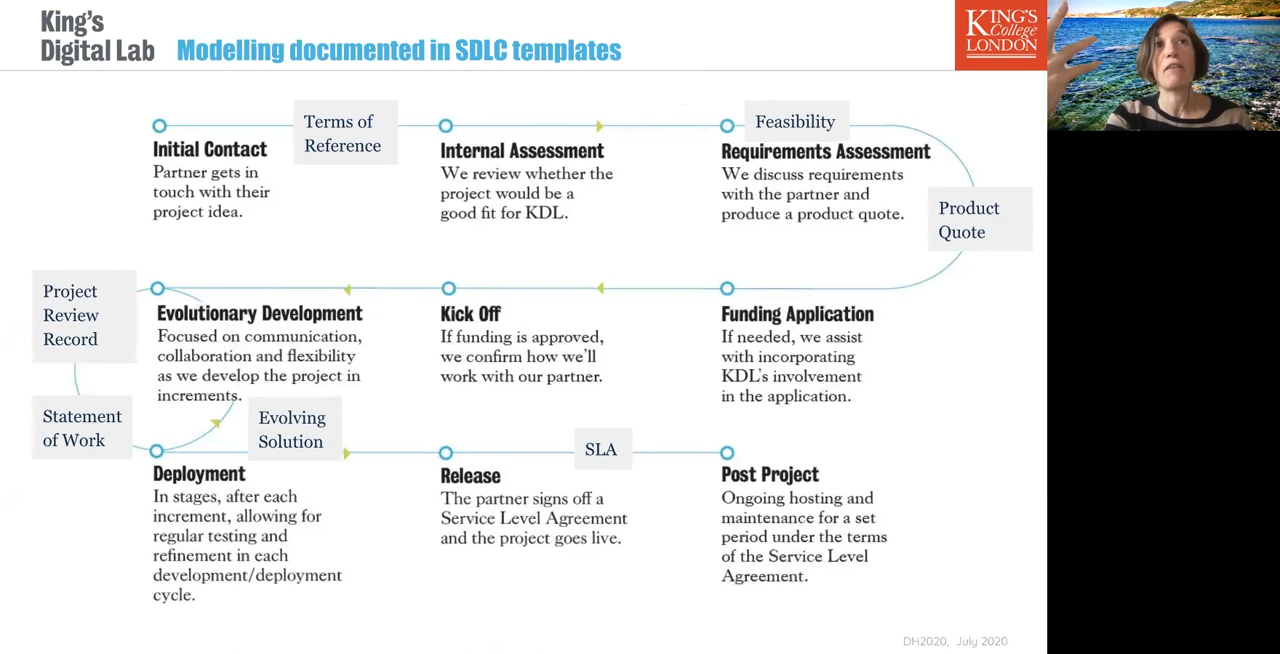 King's
Digital Lab
Modelling documented in SDLC templates
KING'S
College
LONDON
Terms of
Reference
Feasibility
Initial Contact
Partner gets in
touch with their
project idea.
Internal Assessment
We review whether the
project would be a
good fit for KDL.
Requirements Assessment
We discuss requirements
with the partner and
produce a product quote.
Product
Quote
Project
Review
Record
Evolutionary Development
Focused on communication,
collaboration and flexibility
as we develop the project in
increments.
Kick Off
If funding is approved,
we confirm how we'll
work with our partner.
Funding Application
If needed, we assist
with incorporating
KDL's involvement
in the application.
Statement
of Work
Evolving
Solution
SLA
Deployment
In stages, after each
increment, allowing for
regular testing and
refinement in each
development/deployment
cycle.
Release
The partner signs off a
Service Level Agreement
and the project goes live.
Post Project
Ongoing hosting and
maintenance for a set
period under the terms
of the Service Level
Agreement.
DH2020, July 2020